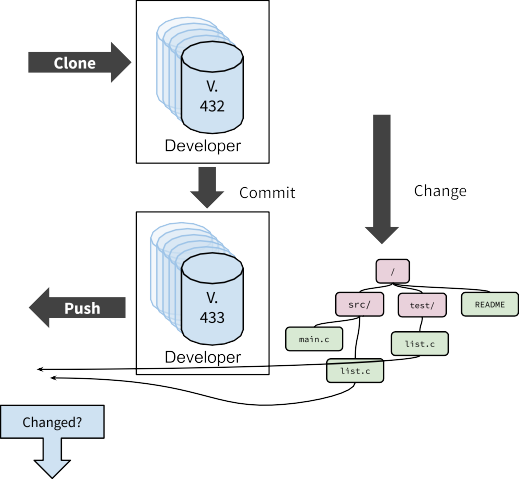 Clone
V.
432
Developer
Commit
Change
/
src/
test/
README
main.c
list.c
list.c
Push
V.
433
Developer
Changed?